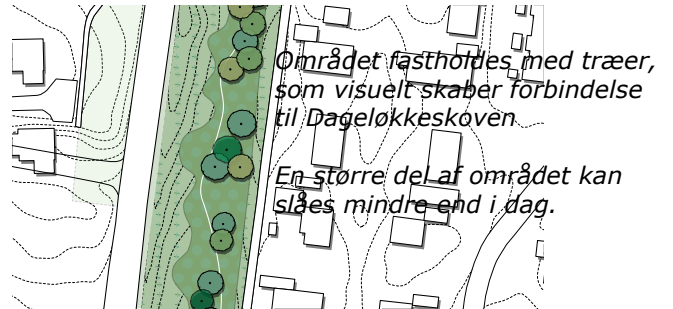 Området fastholdes med træer,
som visuelt skaber forbindelse
til Dageløkkeskoven
En større del af området kan
slåes mindre end i dag.